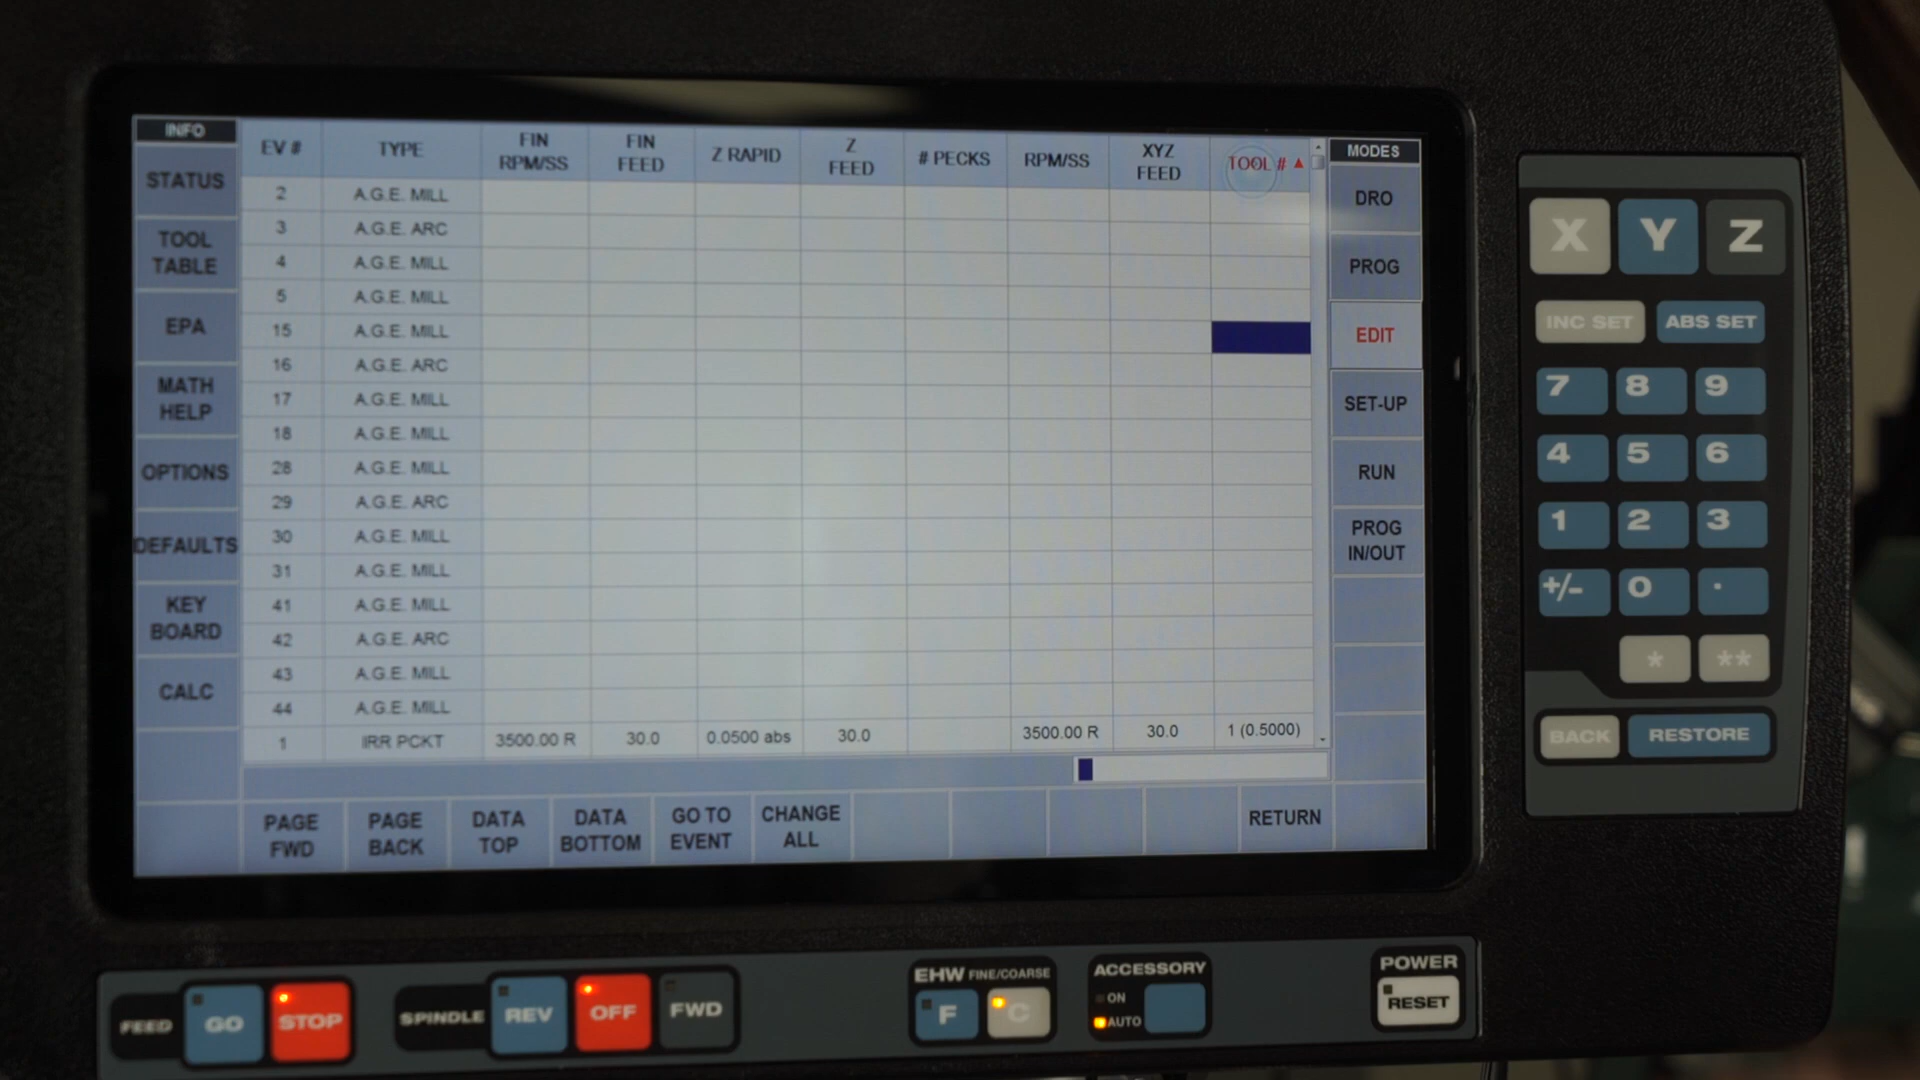 INFO
STATUS
TOOL
TABLE
EPA
MATH
HELP
OPTIONS
DEFAULTS
KEY
BOARD
CALC
EV # TYPE FIN RPM/SS FIN FEED Z RAPID Z FEED # PECKS RPM/SS XYZ FEED TOOL # ▲
2 A.G.E. MILL
3 A.G.E. ARC
4 A.G.E. MILL
5 A.G.E. MILL
15 A.G.E. MILL
16 A.G.E. ARC
17 A.G.E. MILL
18 A.G.E. MILL
28 A.G.E. MILL
29 A.G.E. ARC
30 A.G.E. MILL
31 A.G.E. MILL
41 A.G.E. MILL
42 A.G.E. ARC
43 A.G.E. MILL
44 A.G.E. MILL
1 IRR PCKT 3500.00 R 30.0 0.0500 abs 30.0 3500.00 R 30.0 1 (0.5000)
MODES
DRO
PROG
EDIT
SET-UP
RUN
PROG
IN/OUT
PAGE FWD
PAGE BACK
DATA TOP
DATA BOTTOM
GO TO EVENT
CHANGE ALL
RETURN
X Y Z
INC SET ABS SET
7 8 9
4 5 6
1 2 3
+/- 0 .
* **
BACK RESTORE
FEED GO STOP
SPINDLE REV OFF FWD
EHW FINE/COARSE
F C
ACCESSORY
ON
AUTO
POWER
RESET